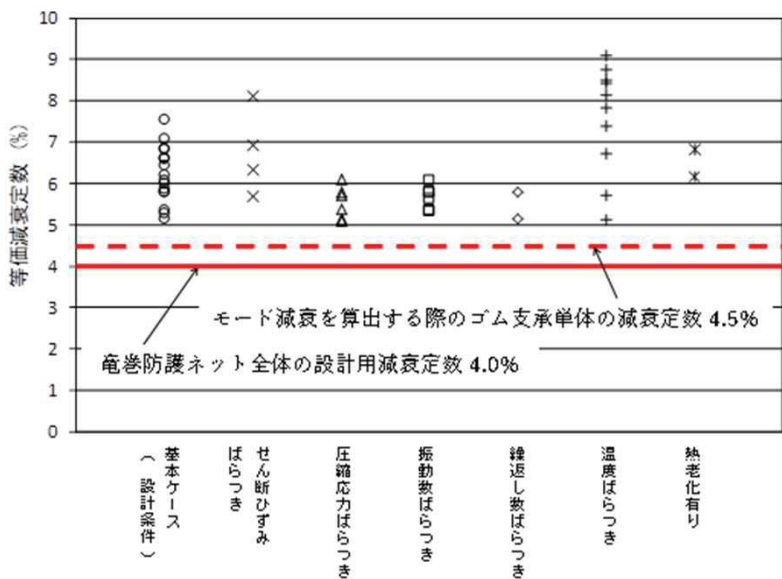 等価減衰定数 (%)
10
9
8
7
6
5
4
3
2
1
0
モード減衰を算出する際のゴム支承単体の減衰定数 4.5%
竜巻防護ネット全体の設計用減衰定数 4.0%
基本ケース
(設計条件)
せん断ひずみ
ばらつき
圧縮応力ばらつき
振動数ばらつき
繰返し数ばらつき
温度ばらつき
熱老化有り